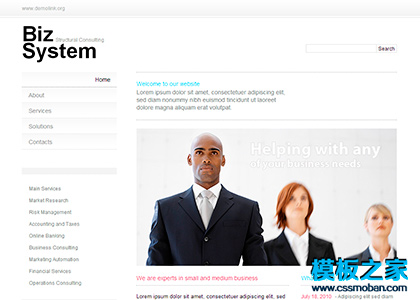 www.demolink.org
Biz
System
Structural Consulting
Search
Home
About
Services
Solutions
Contacts
Welcome to our website
Lorem ipsum dolor sit amet, consectetuer adipiscing elit,
sed diam nonummy nibh euismod tincidunt ut laoreet
dolore magna aliquam erat volutpat.
Helping with any
of your business needs
Main Services
Market Research
Risk Management
Accounting and Taxes
Online Banking
Business Consulting
Marketing Automation
Financial Services
Operations Consulting
We are experts in small and medium business
Lorem ipsum dolor sit amet, consectetuer adipiscing elit, sed
July 18, 2010 - Adipiscing elit sed diam
模板之家
www.cssmoban.com